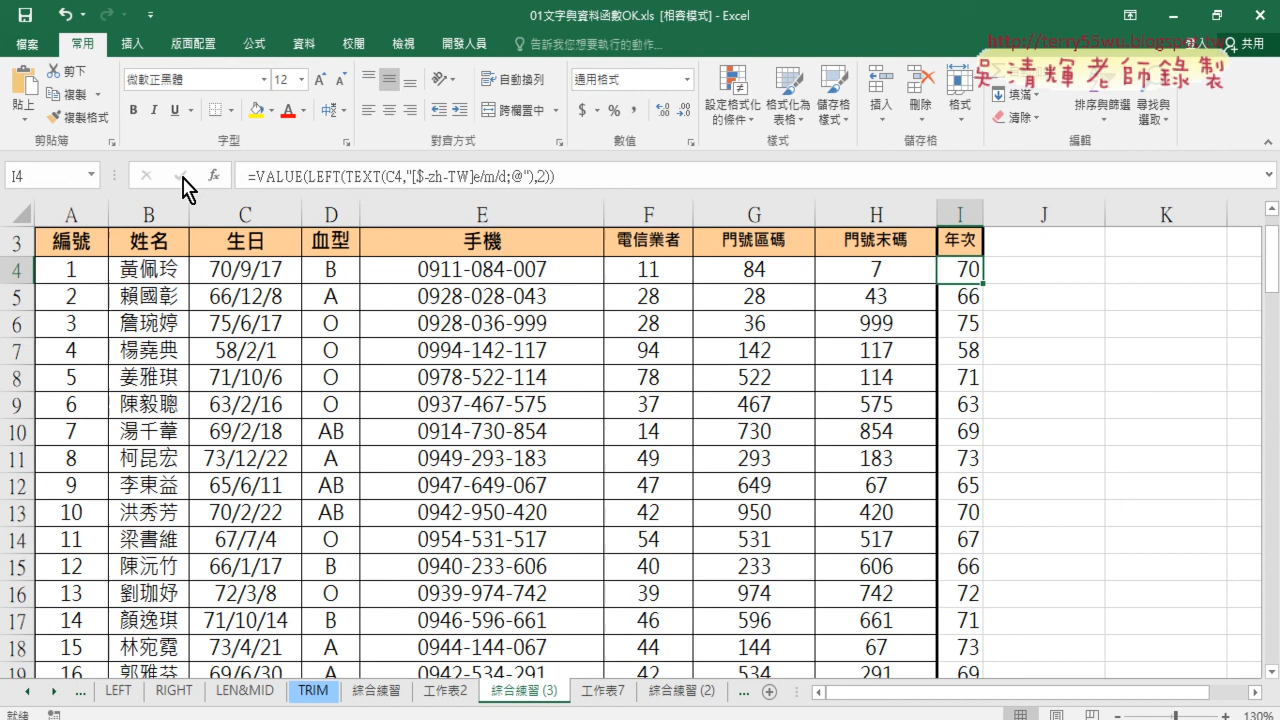 01文字與資料函數OK.xls [相容模式] - Excel
檔案 常用 插入 版面配置 公式 資料 校閱 檢視 開發人員 告訴我您想要執行的動作... 登入 共用
http://terry55wu.blogspot.tw
吳清輝老師錄製
貼上 剪下 複製 複製格式
微軟正黑體 12 自動換列 跨欄置中 通用格式
設定格式化的條件 格式化為表格 儲存格樣式 插入 刪除 格式 填滿 清除 排序與篩選 尋找與選取
剪貼簿 字型 對齊方式 數值 樣式 儲存格 編輯
I4 =VALUE(LEFT(TEXT(C4,"[$-zh-TW]e/m/d;@"),2))
A B C D E F G H I J K
3 編號 姓名 生日 血型 手機 電信業者 門號區碼 門號末碼 年次
4 1 黃佩玲 70/9/17 B 0911-084-007 11 84 7 70
5 2 賴國彰 66/12/8 A 0928-028-043 28 28 43 66
6 3 詹琬婷 75/6/17 O 0928-036-999 28 36 999 75
7 4 楊堯典 58/2/1 O 0994-142-117 94 142 117 58
8 5 姜雅琪 71/10/6 O 0978-522-114 78 522 114 71
9 6 陳毅聰 63/2/16 O 0937-467-575 37 467 575 63
10 7 湯千葦 69/2/18 AB 0914-730-854 14 730 854 69
11 8 柯昆宏 73/12/22 A 0949-293-183 49 293 183 73
12 9 李東益 65/6/11 AB 0947-649-067 47 649 67 65
13 10 洪秀芳 70/2/22 AB 0942-950-420 42 950 420 70
14 11 梁書維 67/7/4 O 0954-531-517 54 531 517 67
15 12 陳沅竹 66/1/17 B 0940-233-606 40 233 606 66
16 13 劉珈妤 72/3/8 O 0939-974-742 39 974 742 72
17 14 顏逸琪 71/10/14 B 0946-596-661 46 596 661 71
18 15 林宛霓 73/4/21 A 0944-144-067 44 144 67 73
19 16 郭雅芬 69/6/30 A 0942-534-291 42 534 291 69
... LEFT RIGHT LEN&MID TRIM 綜合練習 工作表2 綜合練習 (3) 工作表7 綜合練習 (2) ...
就緒 130%